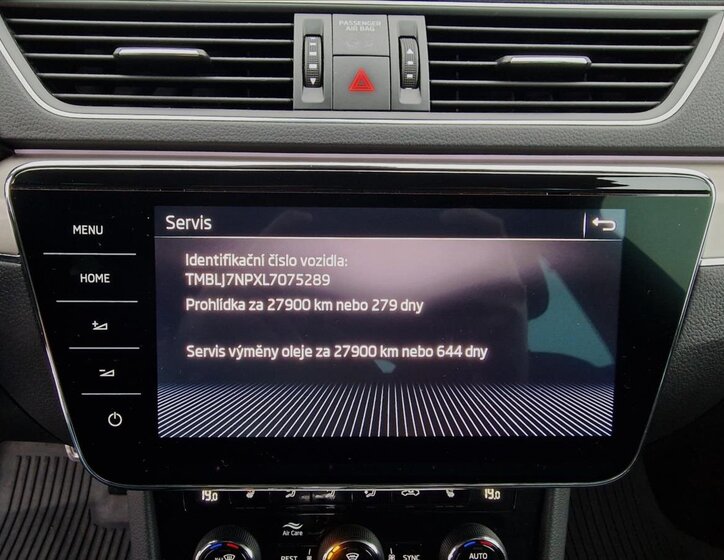 PASSENGER
AIR BAG
Servis
MENU
HOME
Identifikační číslo vozidla:
TMBLJ7NPXL7075289
Prohlídka za 27900 km nebo 279 dny
Servis výměny oleje za 27900 km nebo 644 dny
19.0
19.0
Air Care
REST
SYNC
AUTO